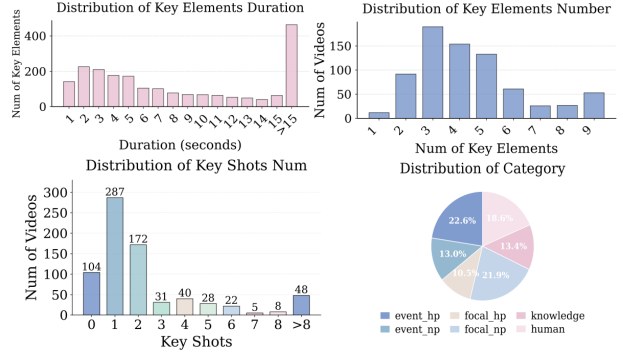 Distribution of Key Elements Duration
Num of Key Elements
400
200
0
1 2 3 4 5 6 7 8 9 10 11 12 13 14 15 >15
Duration (seconds)
Distribution of Key Elements Number
Num of Videos
150
100
50
0
1 2 3 4 5 6 7 8 9
Num of Key Elements
Distribution of Key Shots Num
Num of Videos
300
250
200
150
100
50
0
104 287 172 31 40 28 22 5 8 48
0 1 2 3 4 5 6 7 8 >8
Key Shots
Distribution of Category
22.6% 18.6%
13.0% 13.4%
10.5% 21.9%
event_hp focal_hp knowledge
event_np focal_np human